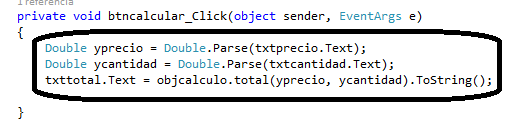 1 referencia
private void btncalcular_Click(object sender, EventArgs e)
{
Double yprecio = Double.Parse(txtprecio.Text);
Double ycantidad = Double.Parse(txtcantidad.Text);
txttotal.Text = objcalculo.total(yprecio, ycantidad).ToString();
}